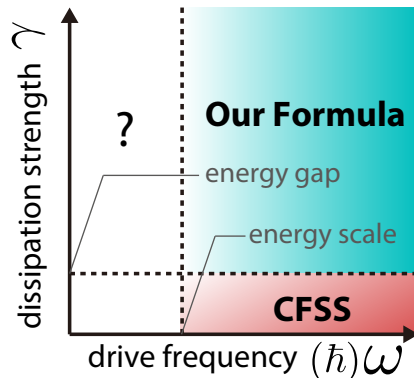 dissipation strength γ
?
Our Formula
energy gap
energy scale
CFSS
drive frequency (ħ)ω